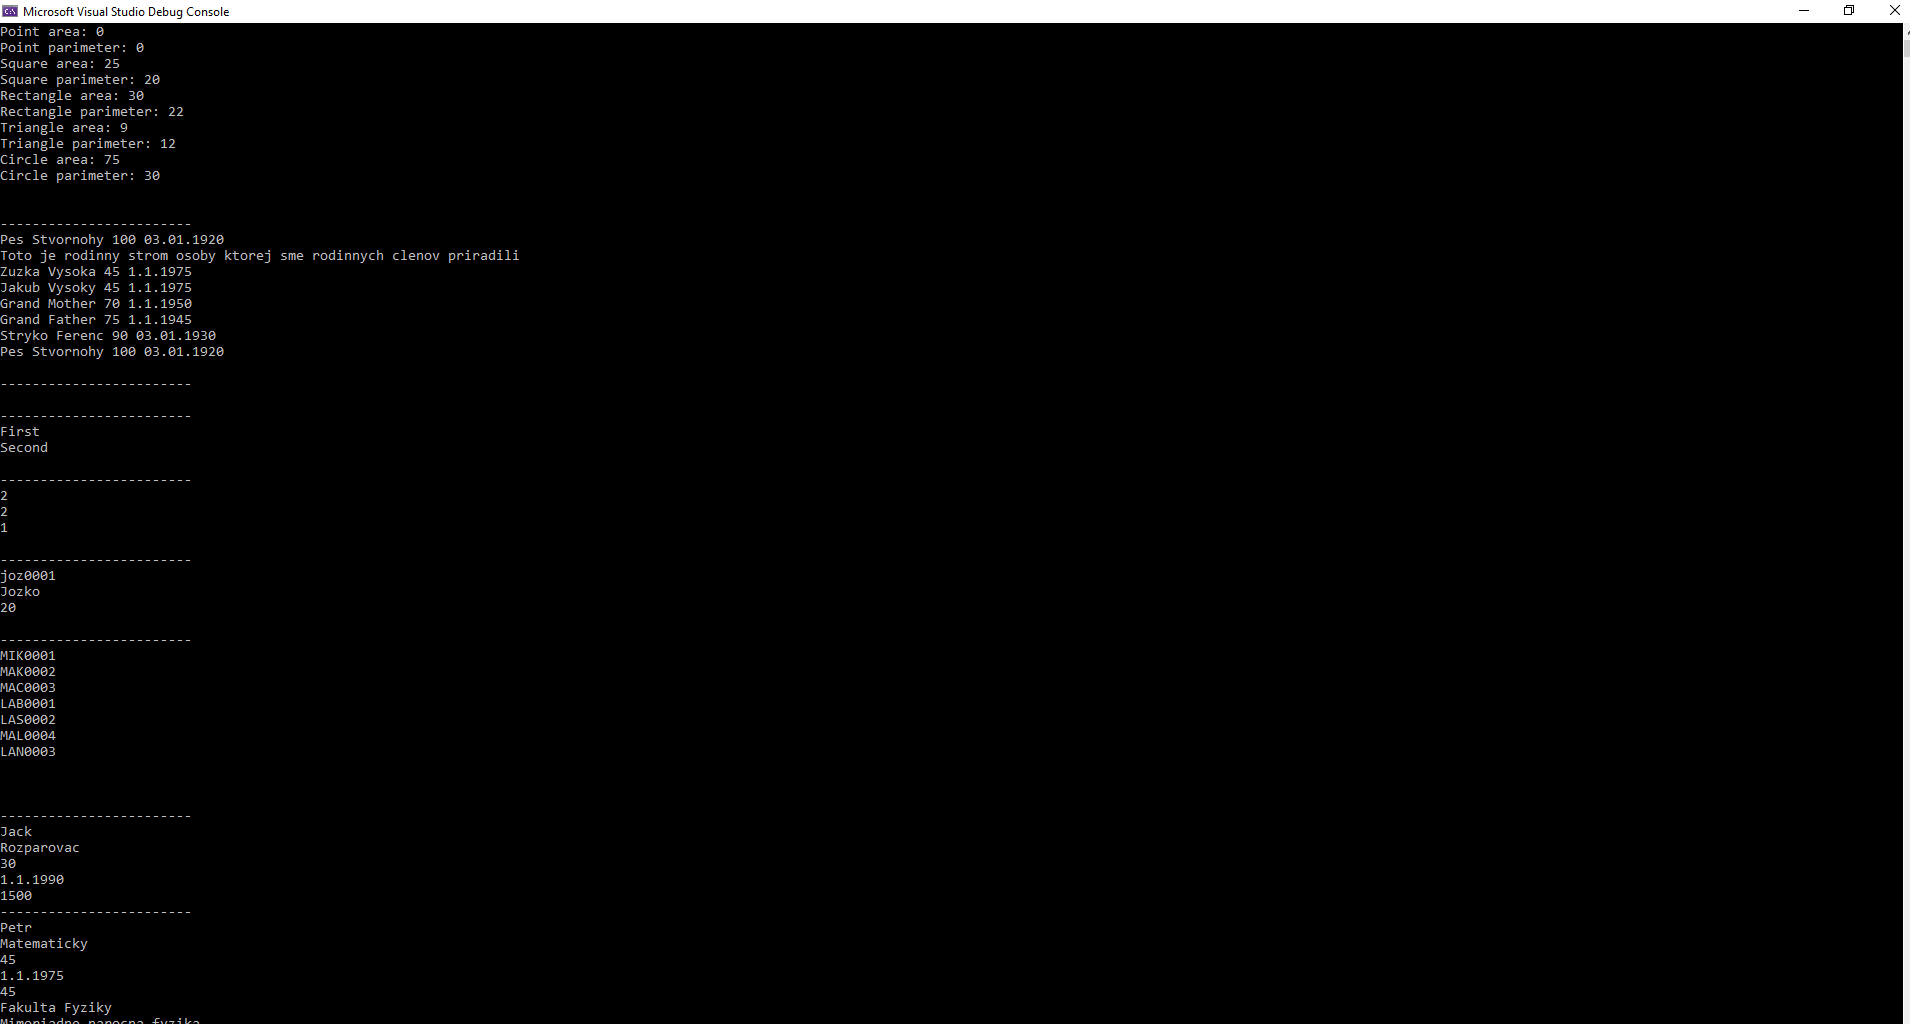 Microsoft Visual Studio Debug Console
Point area: 0
Point parimeter: 0
Square area: 25
Square parimeter: 20
Rectangle area: 30
Rectangle parimeter: 22
Triangle area: 9
Triangle parimeter: 12
Circle area: 75
Circle parimeter: 30
------------------------
Pes Stvornohy 100 03.01.1920
Toto je rodinny strom osoby ktorej sme rodinnych clenov priradili
Zuzka Vysoka 45 1.1.1975
Jakub Vysoky 45 1.1.1975
Grand Mother 70 1.1.1950
Grand Father 75 1.1.1945
Stryko Ferenc 90 03.01.1930
Pes Stvornohy 100 03.01.1920
------------------------
------------------------
First
Second
------------------------
2
2
1
------------------------
joz0001
Jozko
20
------------------------
MIK0001
MAK0002
MAC0003
LAB0001
LAS0002
MAL0004
LAN0003
------------------------
Jack
Rozparovac
30
1.1.1990
1500
------------------------
Petr
Matematicky
45
1.1.1975
45
Fakulta Fyziky
fyzika